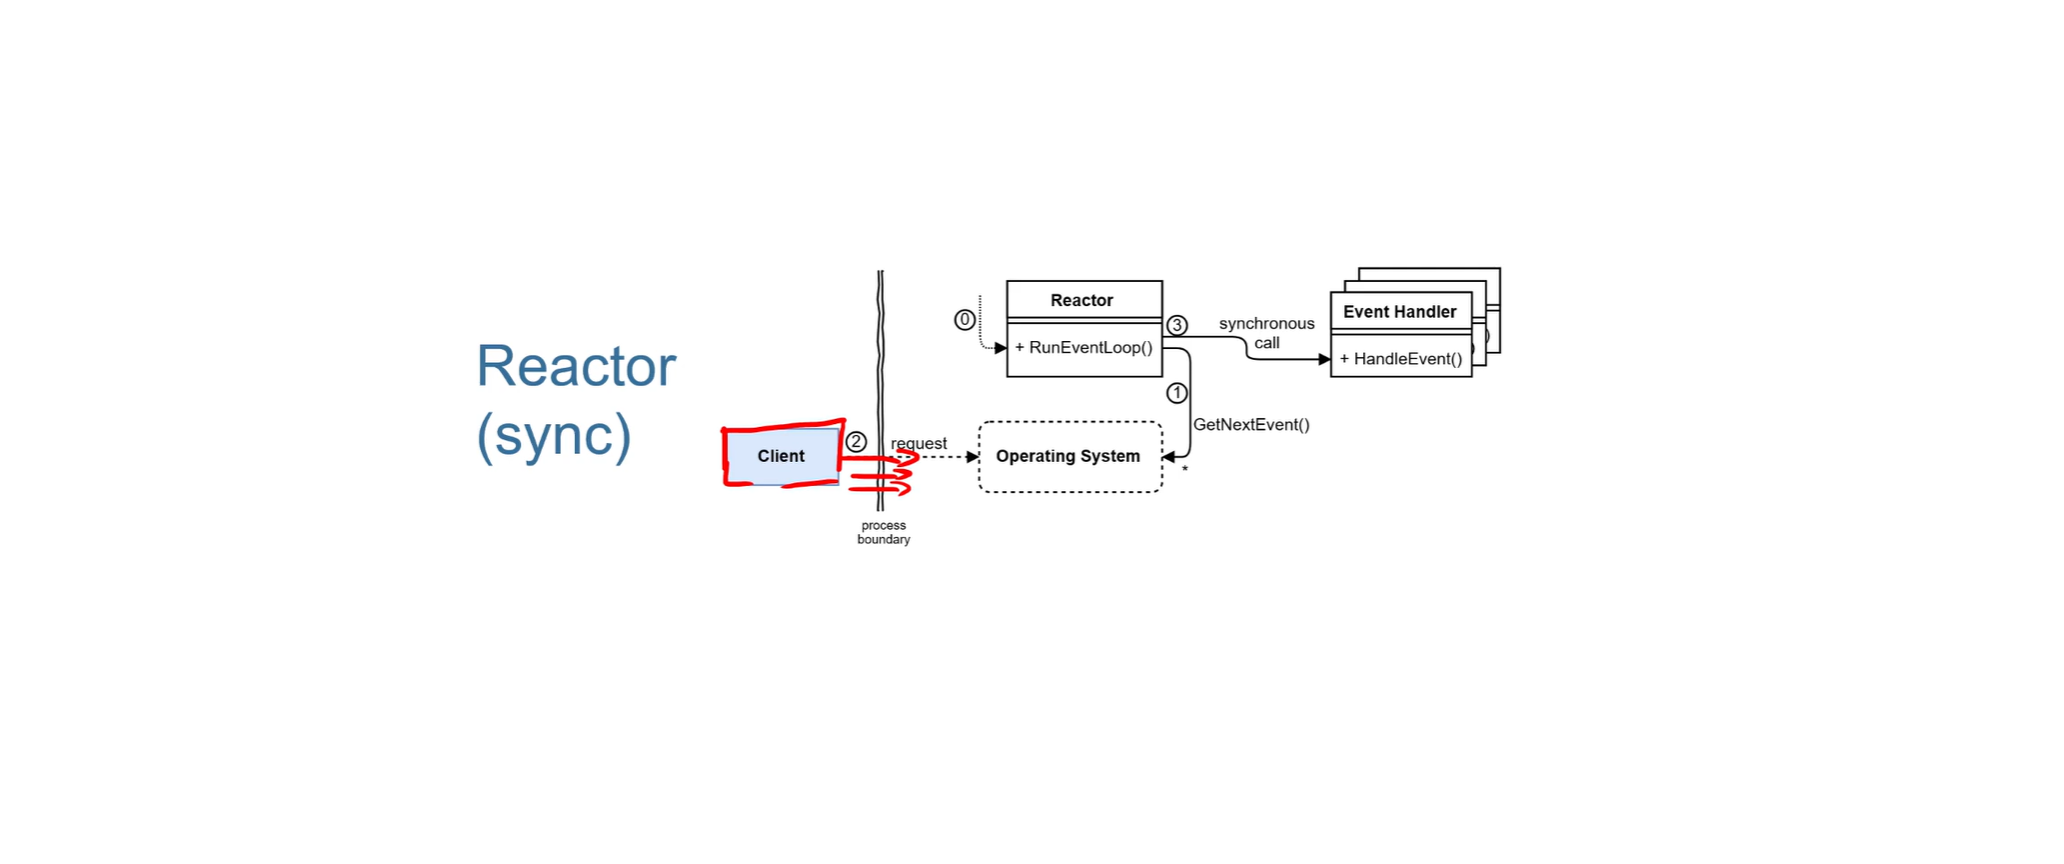 Reactor
(sync)
0
Reactor
+ RunEventLoop()
3
synchronous
call
Event Handler
+ HandleEvent()
)
)
1
GetNextEvent()
*
Client
2
request
Operating System
process
boundary